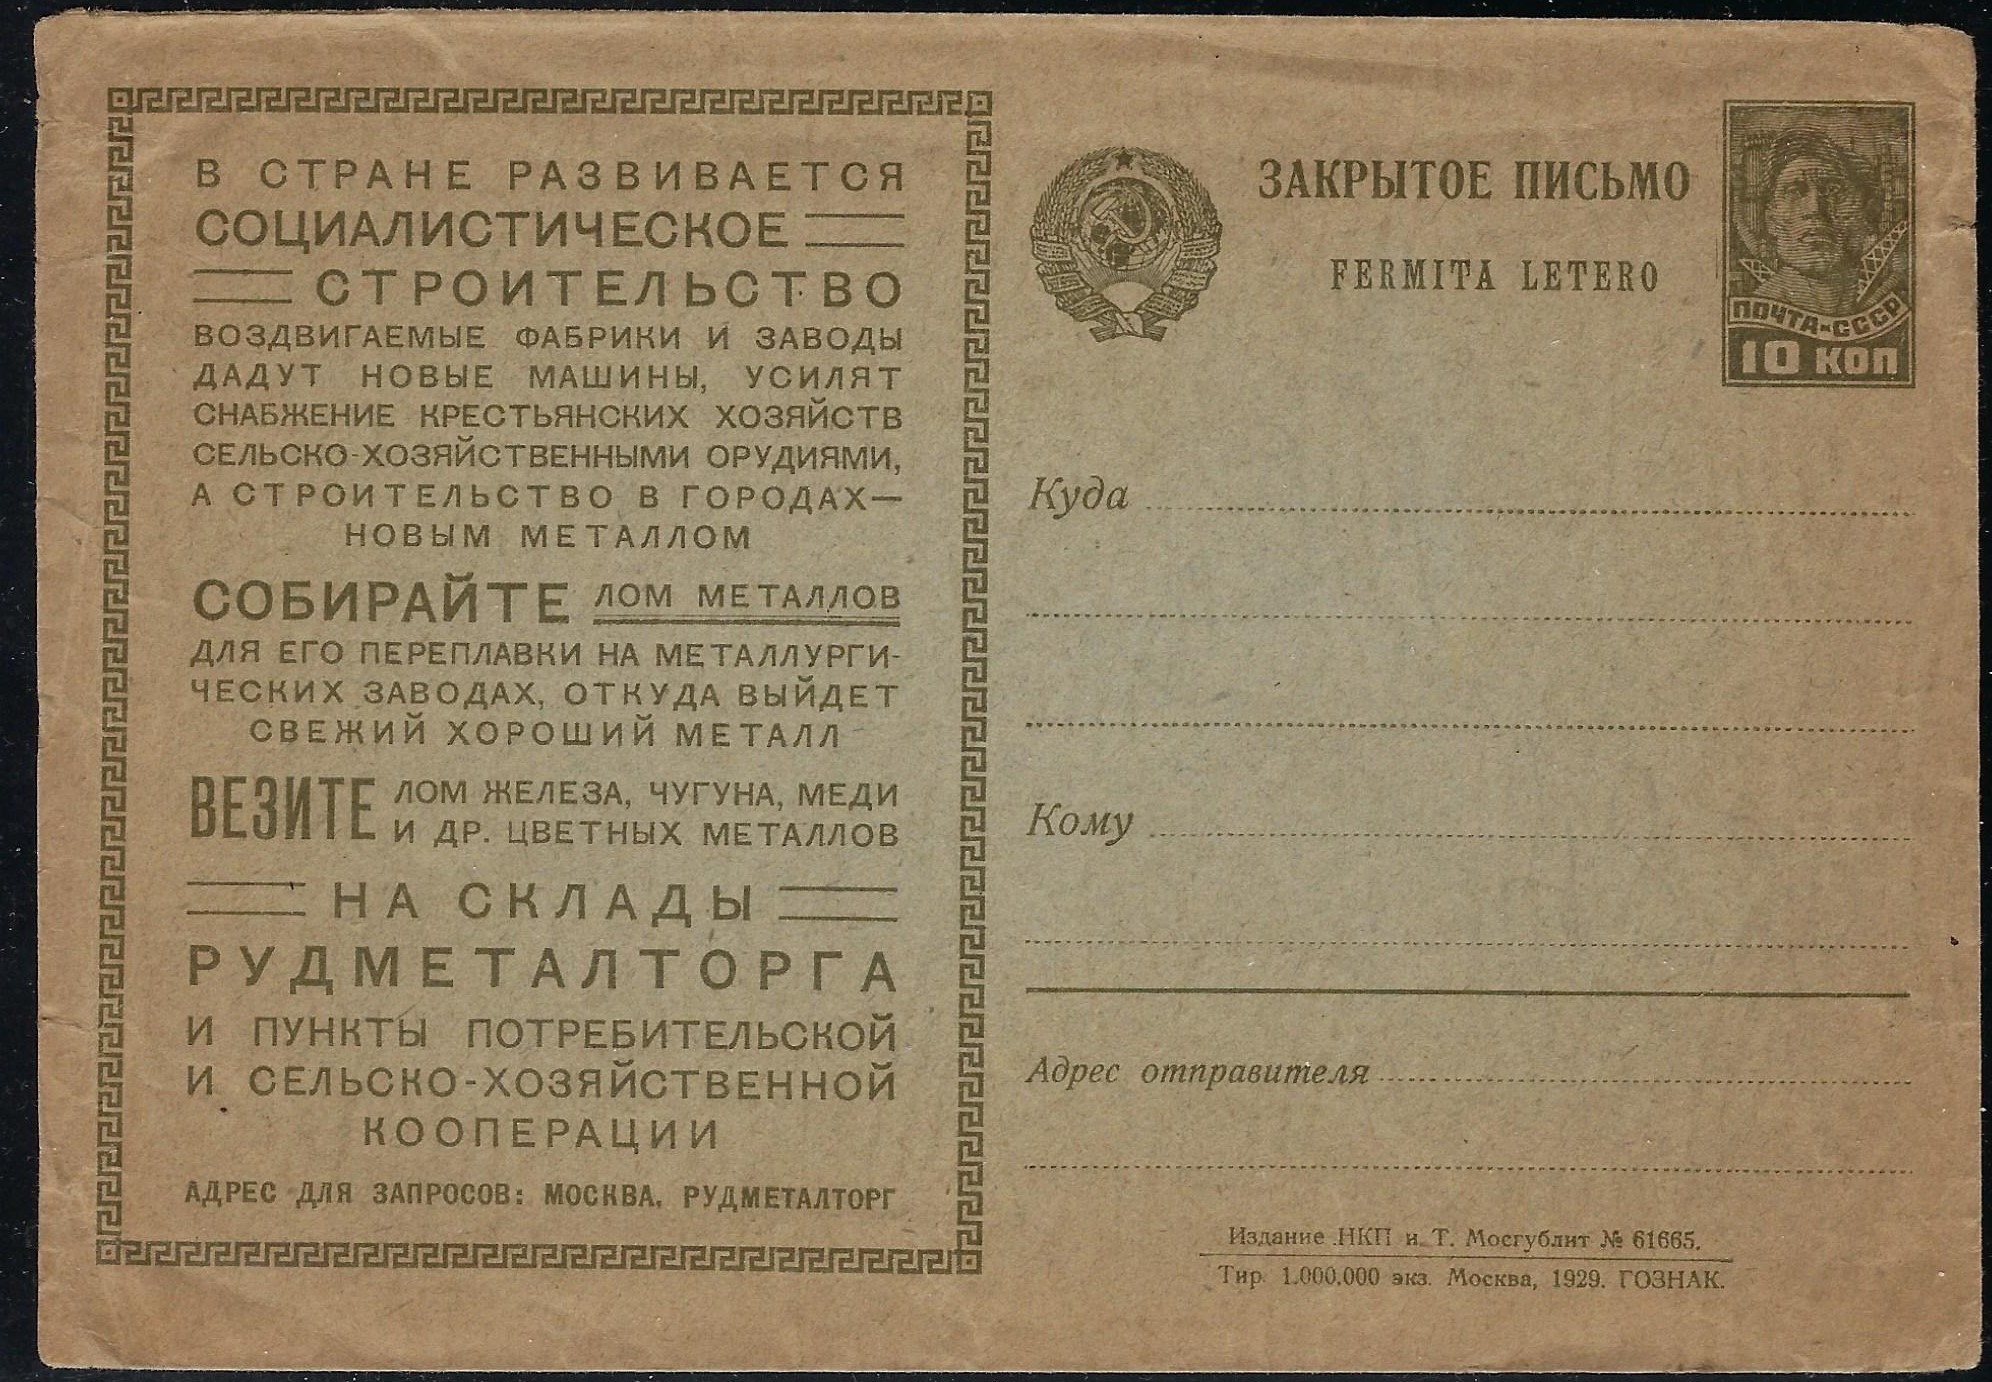 В СТРАНЕ РАЗВИВАЕТСЯ
СОЦИАЛИСТИЧЕСКОЕ
СТРОИТЕЛЬСТВО
ВОЗДВИГАЕМЫЕ ФАБРИКИ И ЗАВОДЫ
ДАДУТ НОВЫЕ МАШИНЫ, УСИЛЯТ
СНАБЖЕНИЕ КРЕСТЬЯНСКИХ ХОЗЯЙСТВ
СЕЛЬСКО-ХОЗЯЙСТВЕННЫМИ ОРУДИЯМИ,
А СТРОИТЕЛЬСТВО В ГОРОДАХ—
НОВЫМ МЕТАЛЛОМ
СОБИРАЙТЕ ЛОМ МЕТАЛЛОВ
ДЛЯ ЕГО ПЕРЕПЛАВКИ НА МЕТАЛЛУРГИ-
ЧЕСКИХ ЗАВОДАХ, ОТКУДА ВЫЙДЕТ
СВЕЖИЙ ХОРОШИЙ МЕТАЛЛ
ВЕЗИТЕ ЛОМ ЖЕЛЕЗА, ЧУГУНА, МЕДИ
И ДР. ЦВЕТНЫХ МЕТАЛЛОВ
НА СКЛАДЫ
РУДМЕТАЛТОРГА
И ПУНКТЫ ПОТРЕБИТЕЛЬСКОЙ
И СЕЛЬСКО-ХОЗЯЙСТВЕННОЙ
КООПЕРАЦИИ
АДРЕС ДЛЯ ЗАПРОСОВ: МОСКВА, РУДМЕТАЛТОРГ
ЗАКРЫТОЕ ПИСЬМО
FERMITA LETERO
ПОЧТА-СССР
10 КОП
Куда
Кому
Адрес отправителя
Издание НКП и Т. Мосгублит № 61665.
Тир. 1.000.000 экз. Москва, 1929. ГОЗНАК.